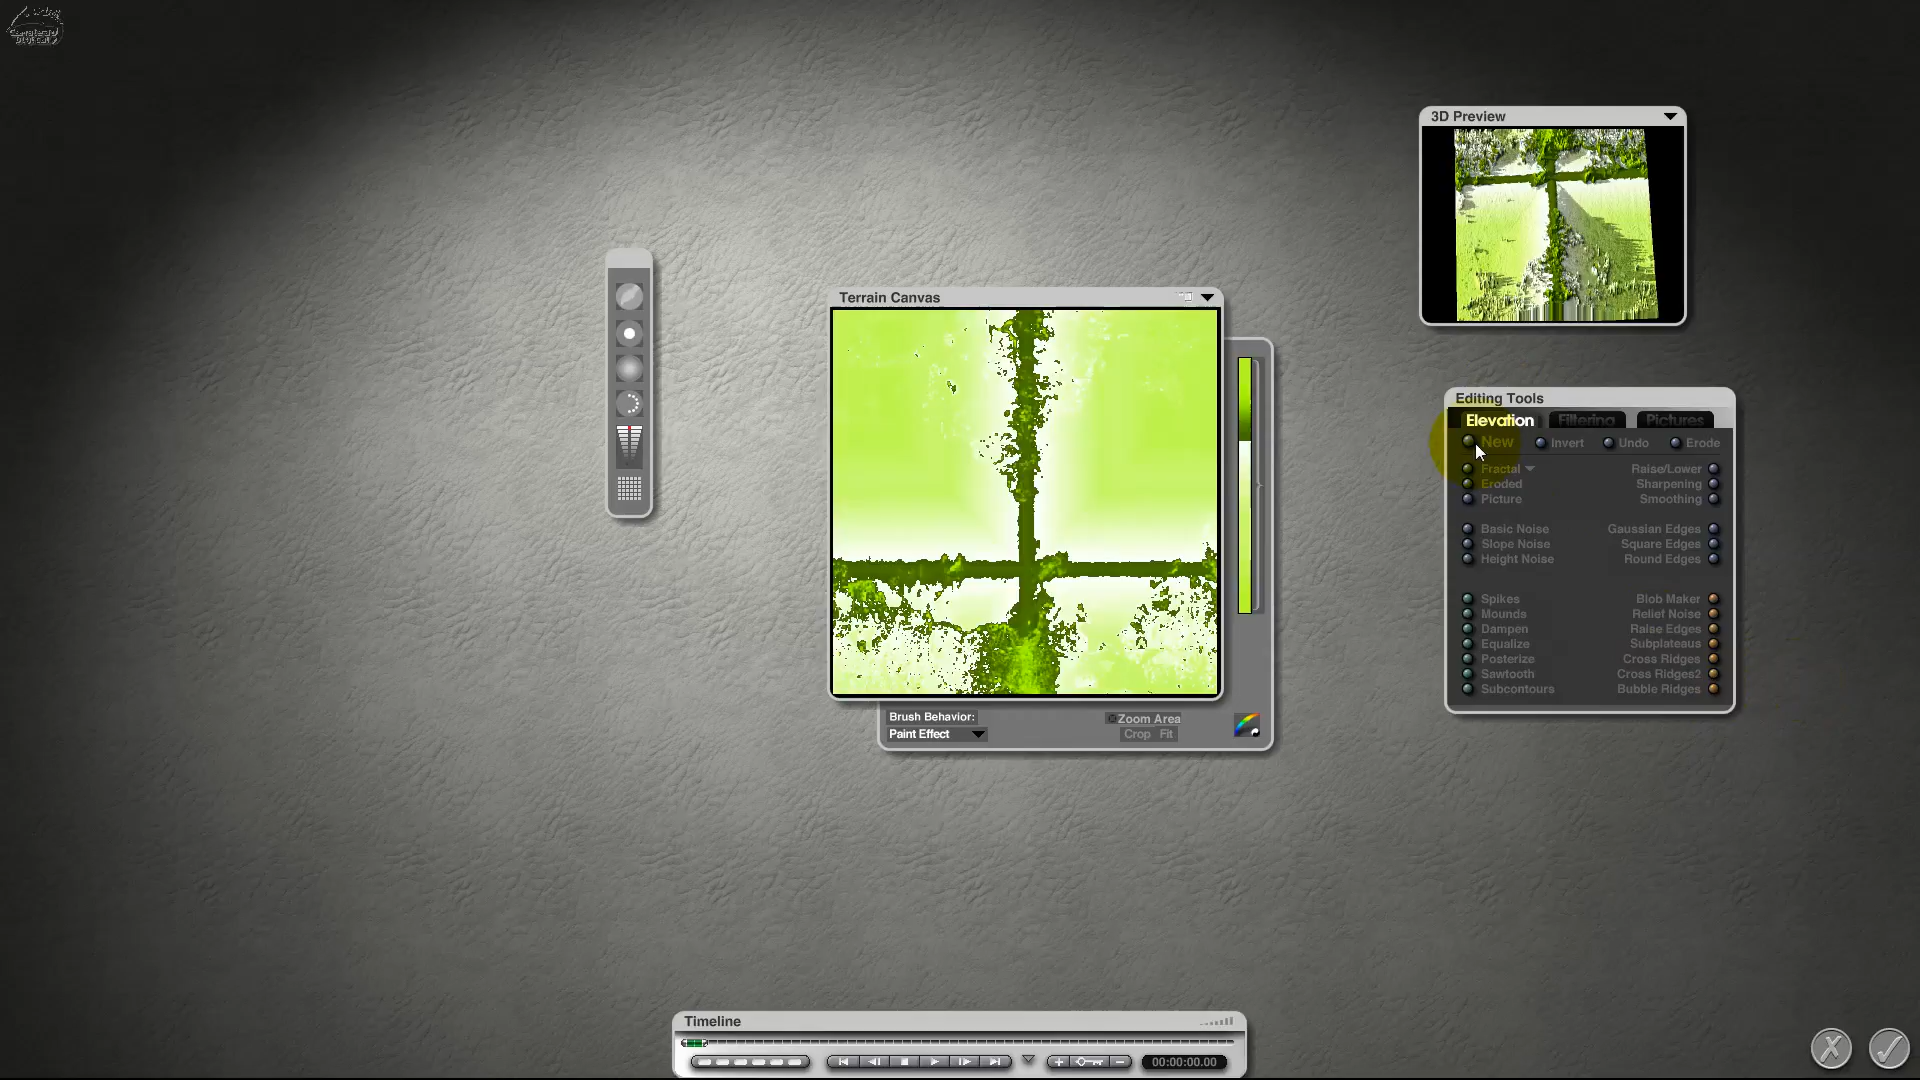 3D Preview
Terrain Canvas
Editing Tools
Elevation Filtering Pictures
New Invert Undo Erode
Fractal Raise/Lower
Eroded Sharpening
Picture Smoothing
Basic Noise Gaussian Edges
Slope Noise Square Edges
Height Noise Round Edges
Spikes Blob Maker
Mounds Relief Noise
Dampen Raise Edges
Equalize Subplateaus
Posterize Cross Ridges
Sawtooth Cross Ridges2
Subcontours Bubble Ridges
Brush Behavior: Zoom Area
Paint Effect Crop Fit
Timeline
00:00:00.00